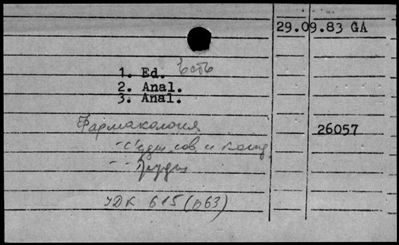 29.09.83 GA
1. Ed.
2. Anal.
3. Anal.
Фармакология
26057
УДК 615 (063)